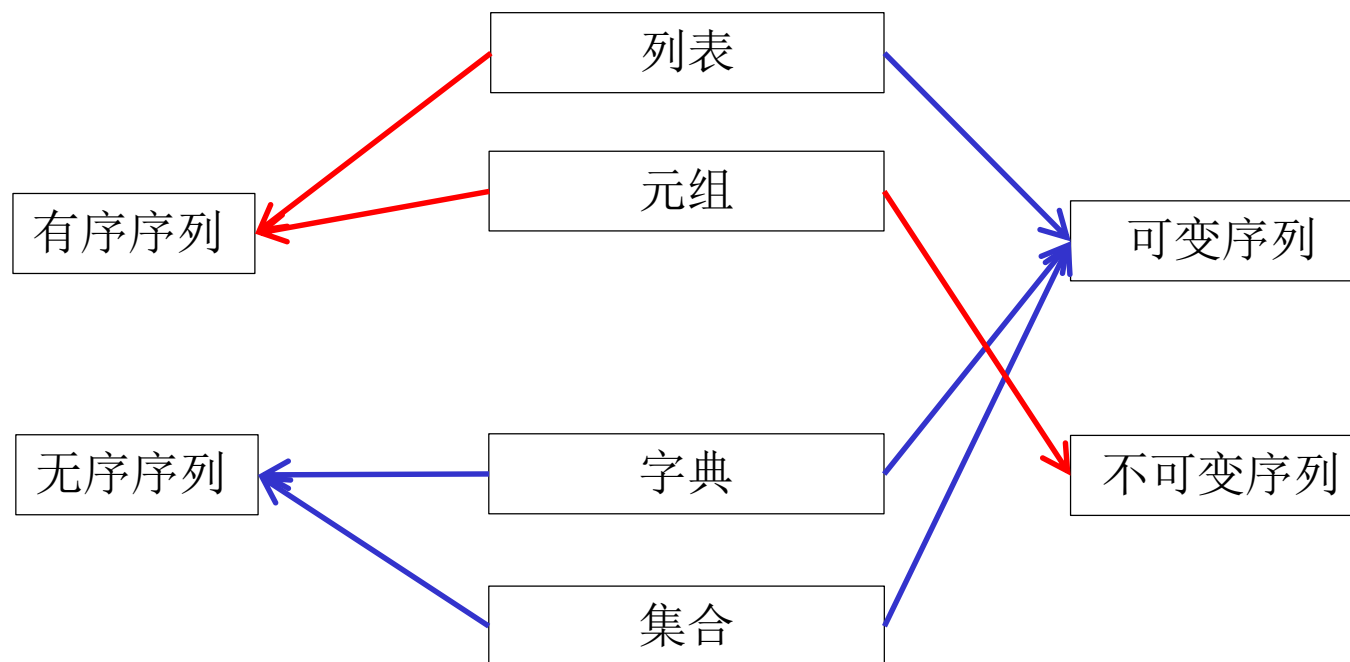 列表
元组
有序序列
可变序列
无序序列
字典
不可变序列
集合